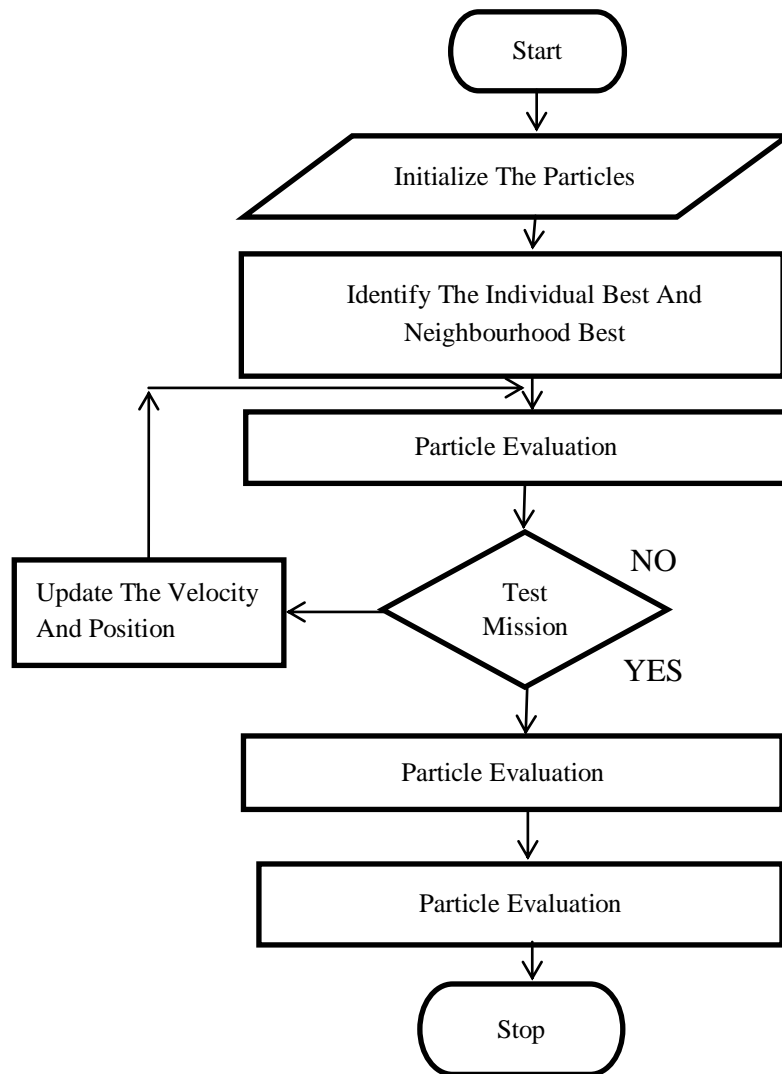 Start
Initialize The Particles
Identify The Individual Best And
Neighbourhood Best
Particle Evaluation
NO
Update The Velocity
And Position
Test
Mission
YES
Particle Evaluation
Particle Evaluation
Stop